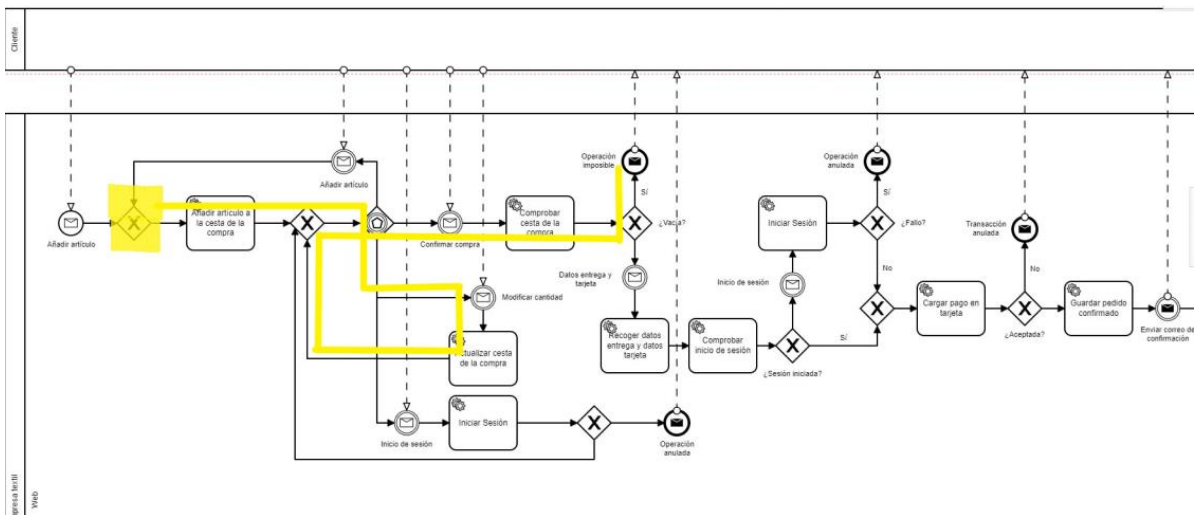 Cliente
Operación
imposible
Operación
anulada
Añadir artículo
Sí
Sí
Añadir artículo a
la cesta de la
compra
Comprobar
cesta de la
compra
Iniciar Sesión
Transacción
anulada
Añadir artículo
Confirmar compra
¿Vacía?
¿Fallo?
Datos entrega y
tarjeta
Inicio de sesión
No
No
Modificar cantidad
Cargar pago en
tarjeta
Guardar pedido
confirmado
Recoger datos
entrega y datos
tarjeta
Comprobar
inicio de sesión
Sí
¿Aceptada?
Enviar correo de
confirmación
Actualizar cesta
de la compra
¿Sesión iniciada?
Iniciar Sesión
Inicio de sesión
Operación
anulada
textil
Web